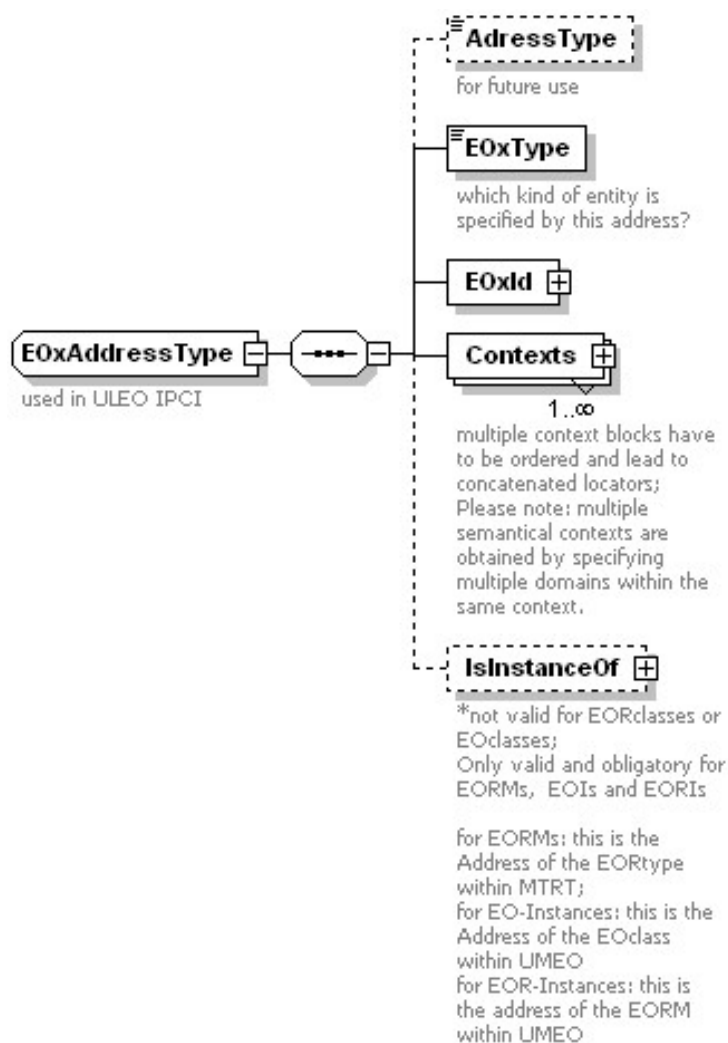 AdressType
for future use
EOxType
which kind of entity is
specified by this address?
EOxId
EOxAddressType
used in ULEO IPCI
Contexts
1..∞
multiple context blocks have
to be ordered and lead to
concatenated locators;
Please note: multiple
semantical contexts are
obtained by specifying
multiple domains within the
same context.
IsInstanceOf
*not valid for EORclasses or
EOclasses;
Only valid and obligatory for
EORMs, EOIs and EORIs
for EORMs: this is the
Address of the EORtype
within MTRT;
for EO-Instances: this is the
Address of the EOclass
within UMEO
for EOR-Instances: this is
the address of the EORM
within UMEO